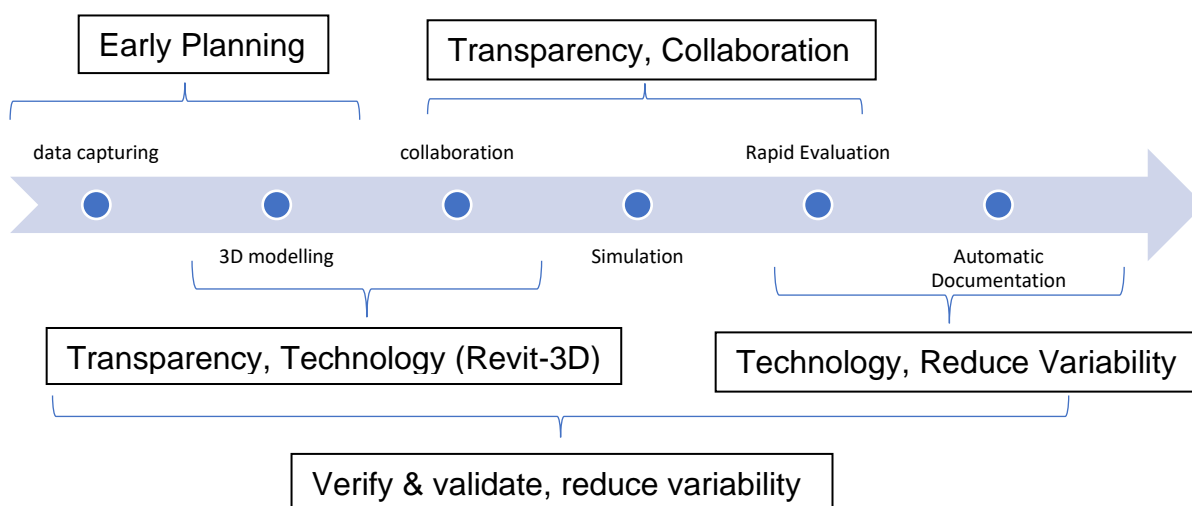 Early Planning
Transparency, Collaboration
data capturing
collaboration
Rapid Evaluation
3D modelling
Simulation
Automatic
Documentation
Transparency, Technology (Revit-3D)
Technology, Reduce Variability
Verify & validate, reduce variability